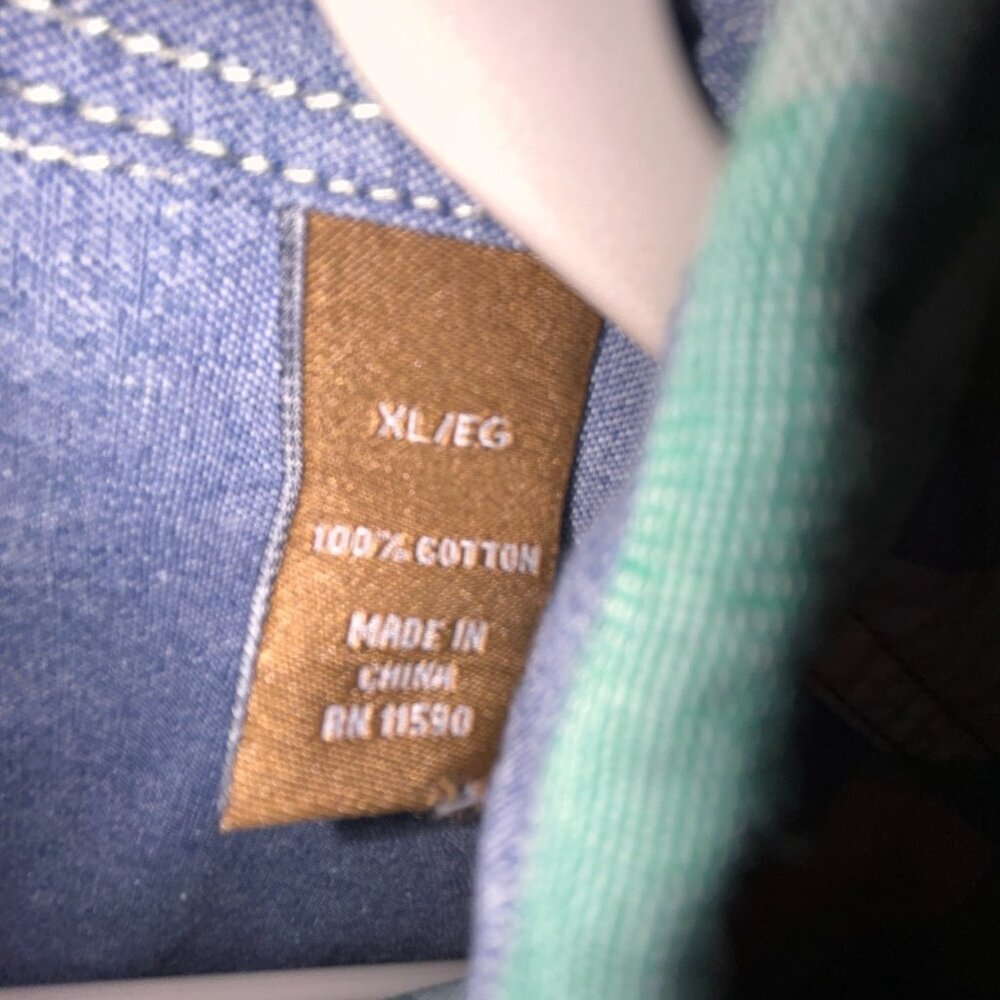 XL/EG
100% COTTON
MADE IN
CHINA
RN 11590